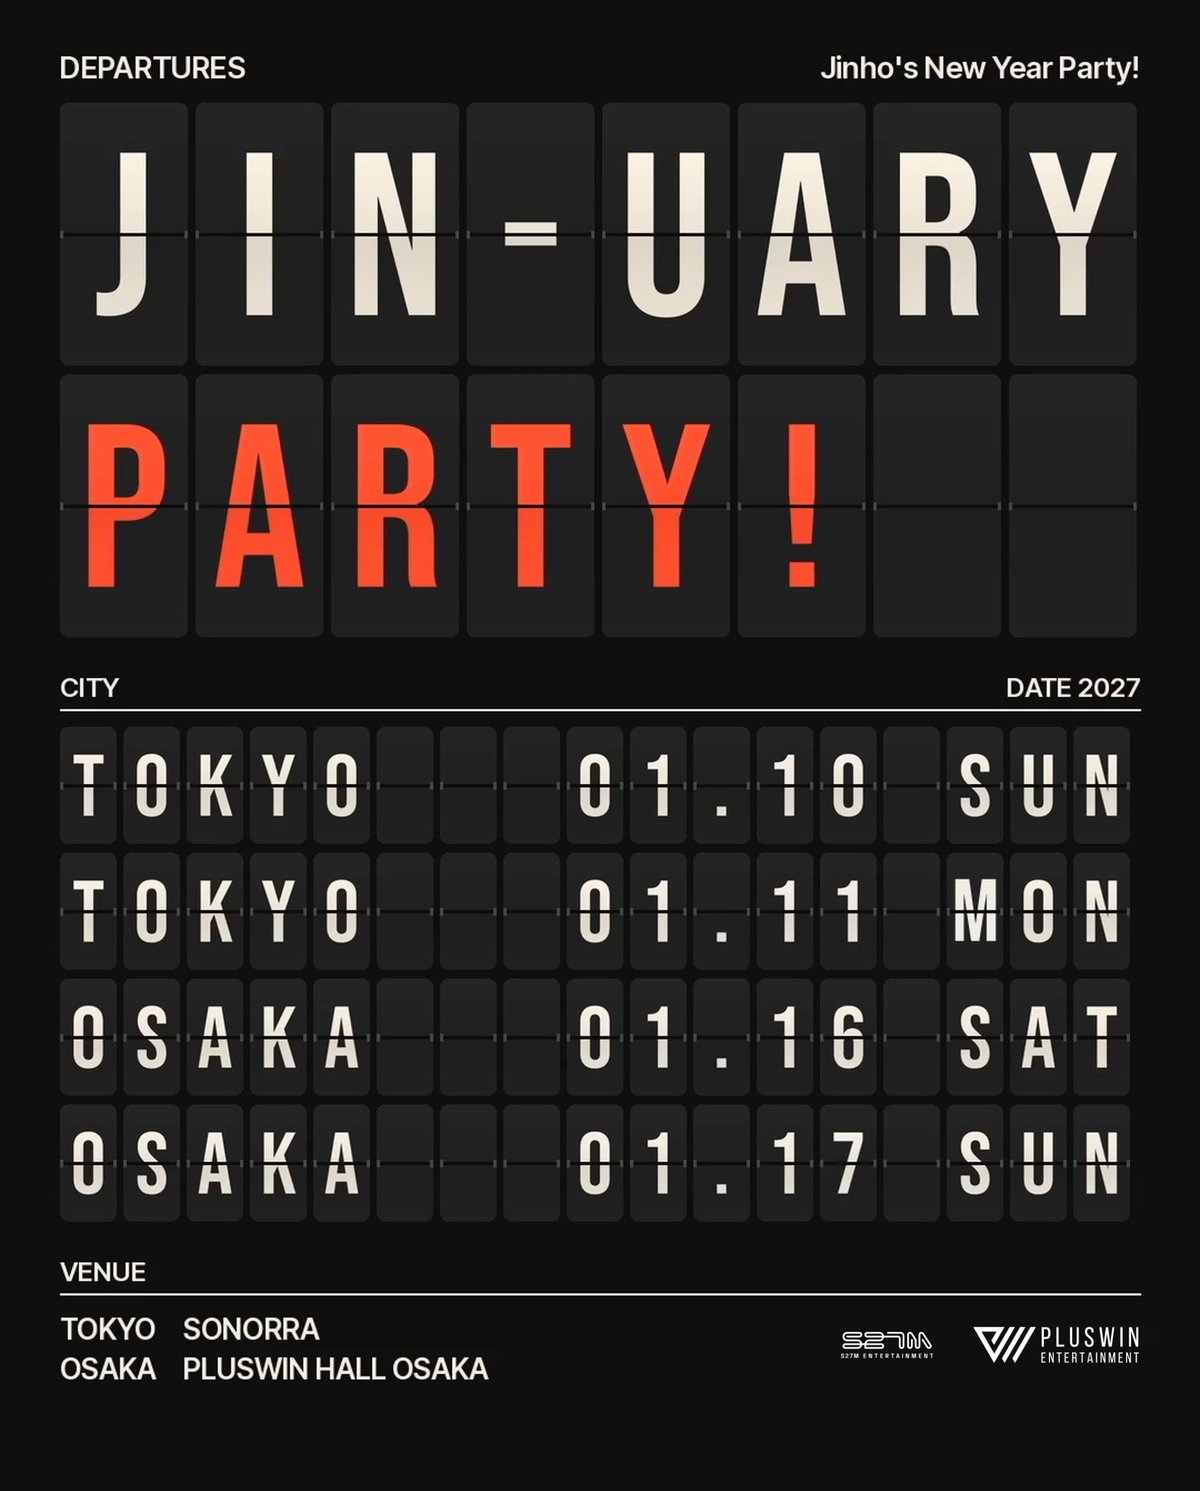 DEPARTURES Jinho's New Year Party!
JIN-UARY
PARTY!
CITY DATE 2027
TOKYO 01.10 SUN
TOKYO 01.11 MON
OSAKA 01.16 SAT
OSAKA 01.17 SUN
VENUE
TOKYO SONORRA
OSAKA PLUSWIN HALL OSAKA
S27M
S27M ENTERTAINMENT
PLUSWIN
ENTERTAINMENT